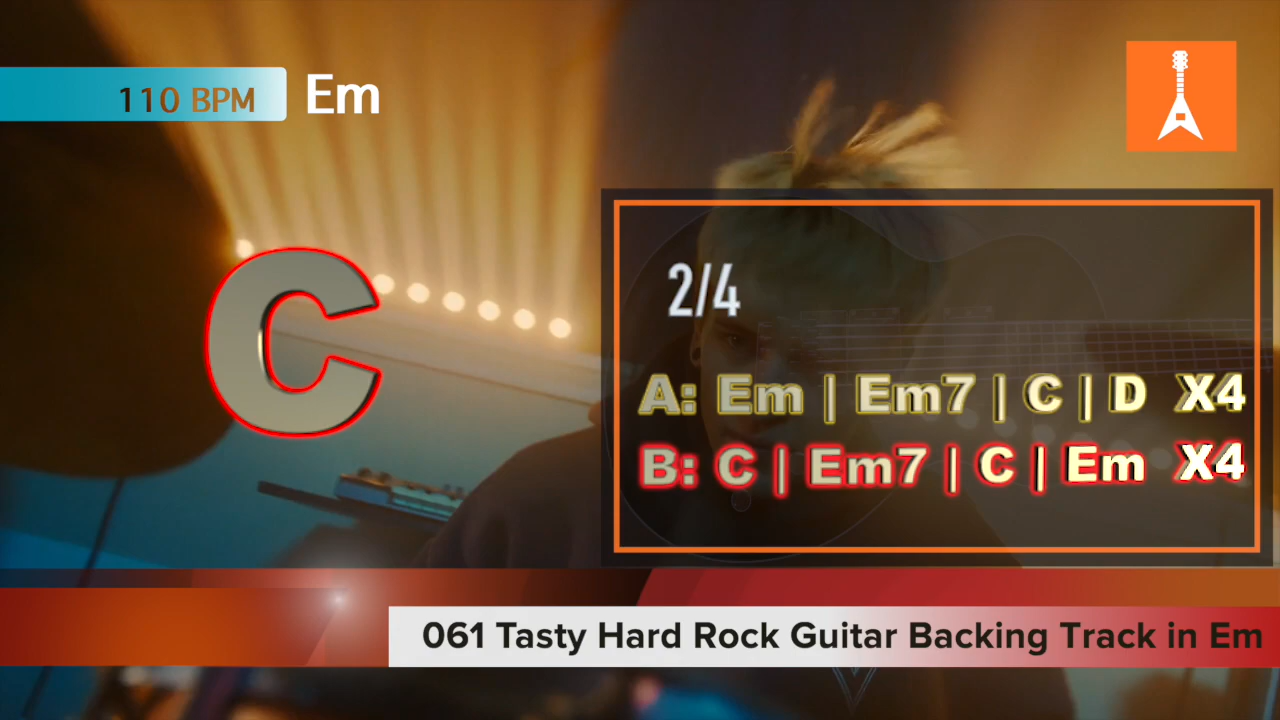 110 BPM Em
C
2/4
A: Em | Em7 | C | D X4
B: C | Em7 | C | Em X4
061 Tasty Hard Rock Guitar Backing Track in Em